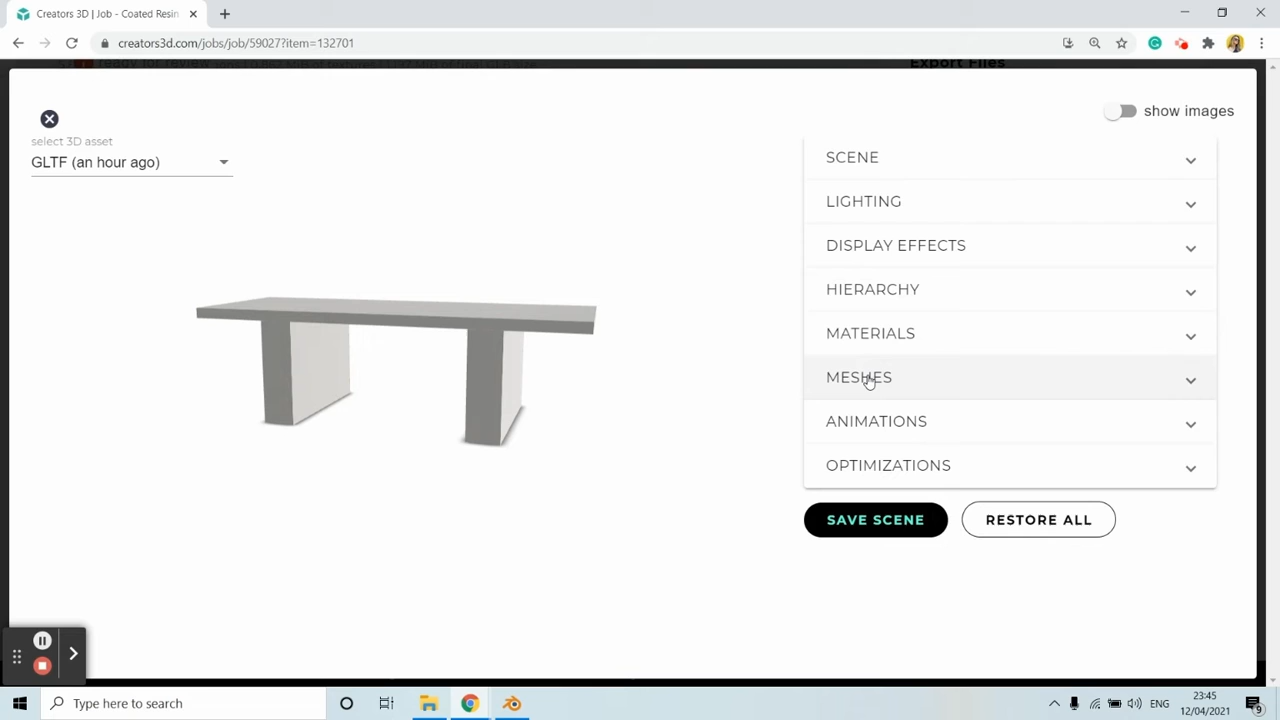 Creators 3D | Job - Coated Resin
creators3d.com/jobs/job/59027?item=132701
Export Files
show images
select 3D asset
GLTF (an hour ago)
SCENE
LIGHTING
DISPLAY EFFECTS
HIERARCHY
MATERIALS
MESHES
ANIMATIONS
OPTIMIZATIONS
SAVE SCENE
RESTORE ALL
Type here to search
ENG
23:45
12/04/2021
9